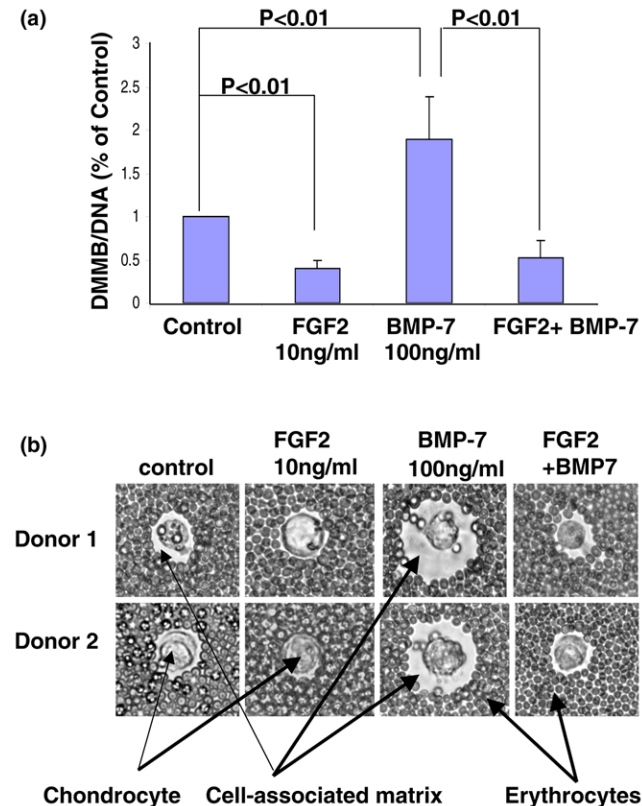 (a)
P<0.01 P<0.01
P<0.01
DMMB/DNA (% of Control)
3
2.5
2
1.5
1
0.5
0
Control FGF2 BMP-7 FGF2+ BMP-7
10ng/ml 100ng/ml
(b)
FGF2 BMP-7 FGF2
control 10ng/ml 100ng/ml +BMP7
Donor 1
Donor 2
Chondrocyte Cell-associated matrix Erythrocytes